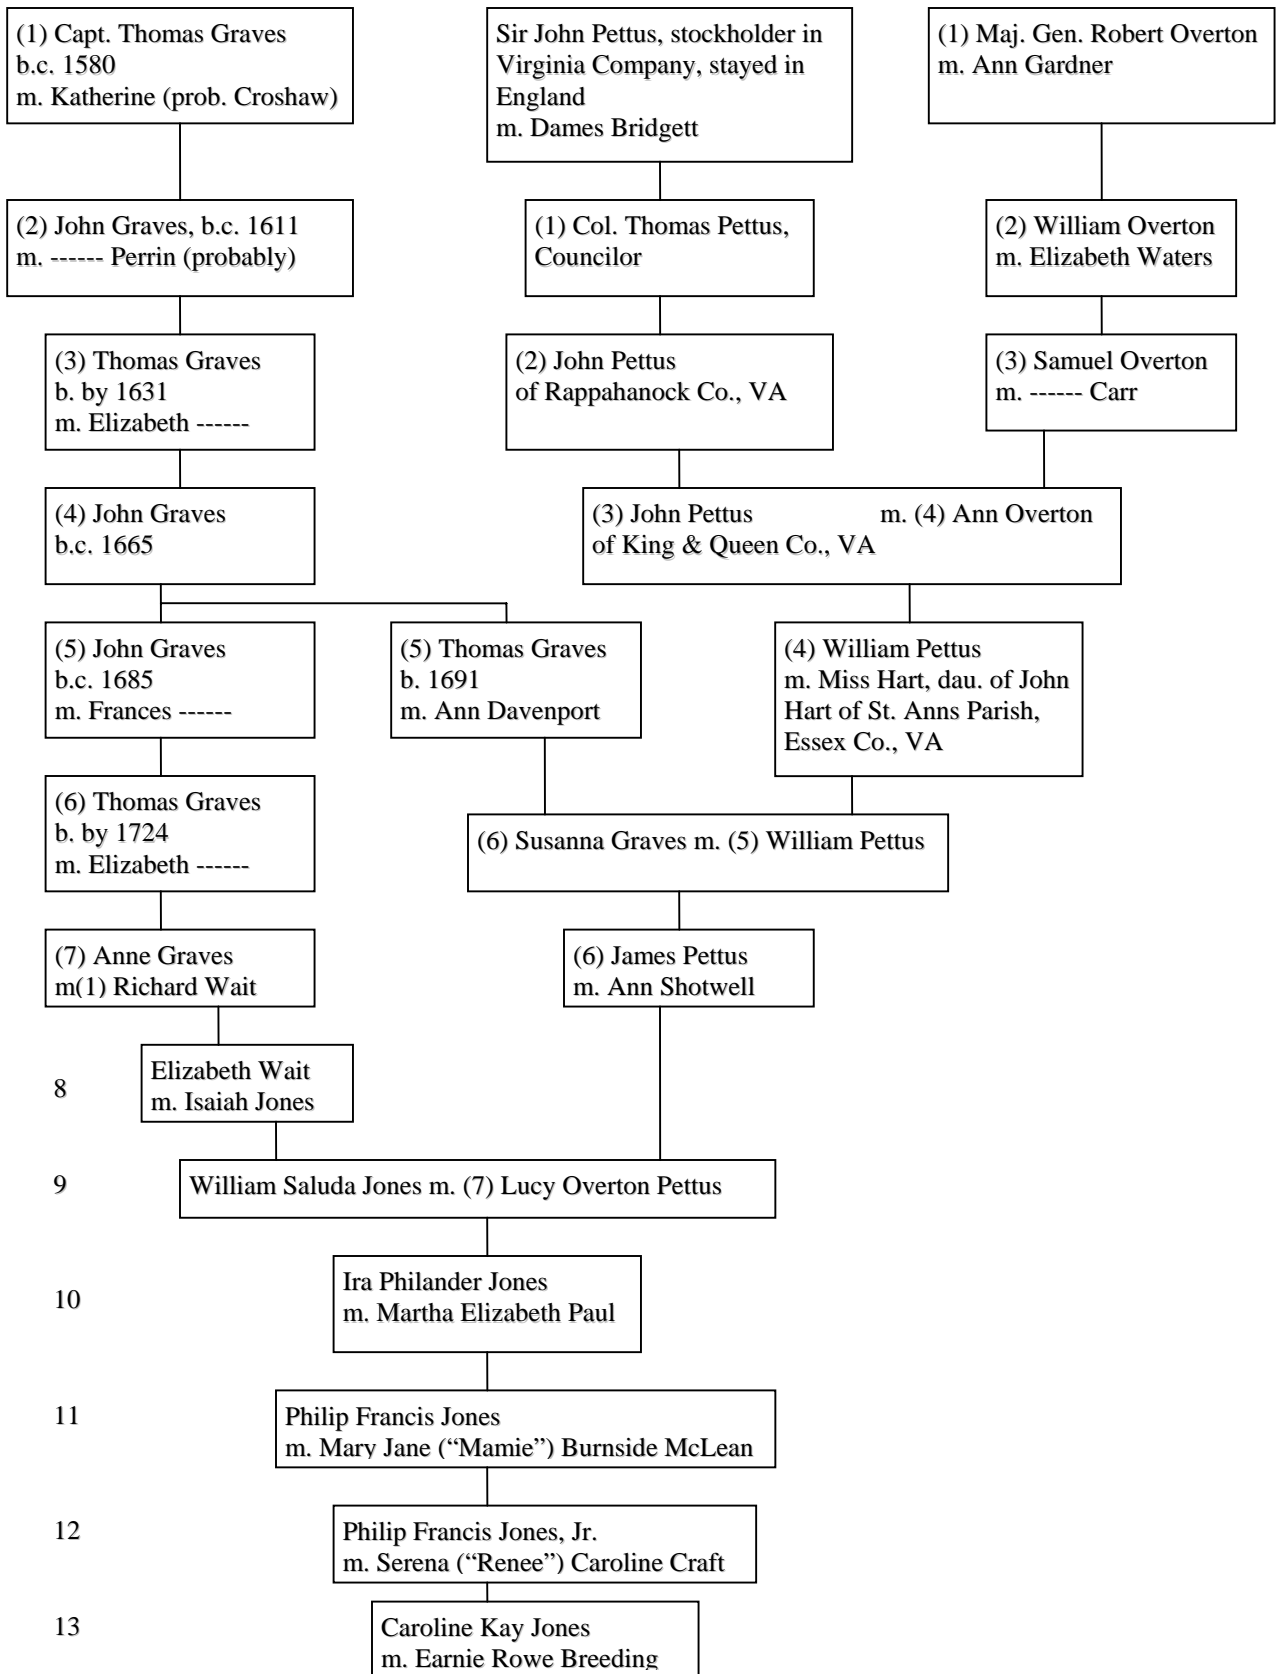 (1) Capt. Thomas Graves
b.c. 1580
m. Katherine (prob. Croshaw)
Sir John Pettus, stockholder in
Virginia Company, stayed in
England
m. Dames Bridgett
(1) Maj. Gen. Robert Overton
m. Ann Gardner
(2) John Graves, b.c. 1611
m. ------ Perrin (probably)
(1) Col. Thomas Pettus,
Councilor
(2) William Overton
m. Elizabeth Waters
(3) Thomas Graves
b. by 1631
m. Elizabeth ------
(2) John Pettus
of Rappahanock Co., VA
(3) Samuel Overton
m. ------ Carr
(4) John Graves
b.c. 1665
(3) John Pettus m. (4) Ann Overton
of King & Queen Co., VA
(5) John Graves
b.c. 1685
m. Frances ------
(5) Thomas Graves
b. 1691
m. Ann Davenport
(4) William Pettus
m. Miss Hart, dau. of John
Hart of St. Anns Parish,
Essex Co., VA
(6) Thomas Graves
b. by 1724
m. Elizabeth ------
(6) Susanna Graves m. (5) William Pettus
(7) Anne Graves
m(1) Richard Wait
(6) James Pettus
m. Ann Shotwell
8
Elizabeth Wait
m. Isaiah Jones
9
William Saluda Jones m. (7) Lucy Overton Pettus
10
Ira Philander Jones
m. Martha Elizabeth Paul
11
Philip Francis Jones
m. Mary Jane (“Mamie”) Burnside McLean
12
Philip Francis Jones, Jr.
m. Serena (“Renee”) Caroline Craft
13
Caroline Kay Jones
m. Earnie Rowe Breeding